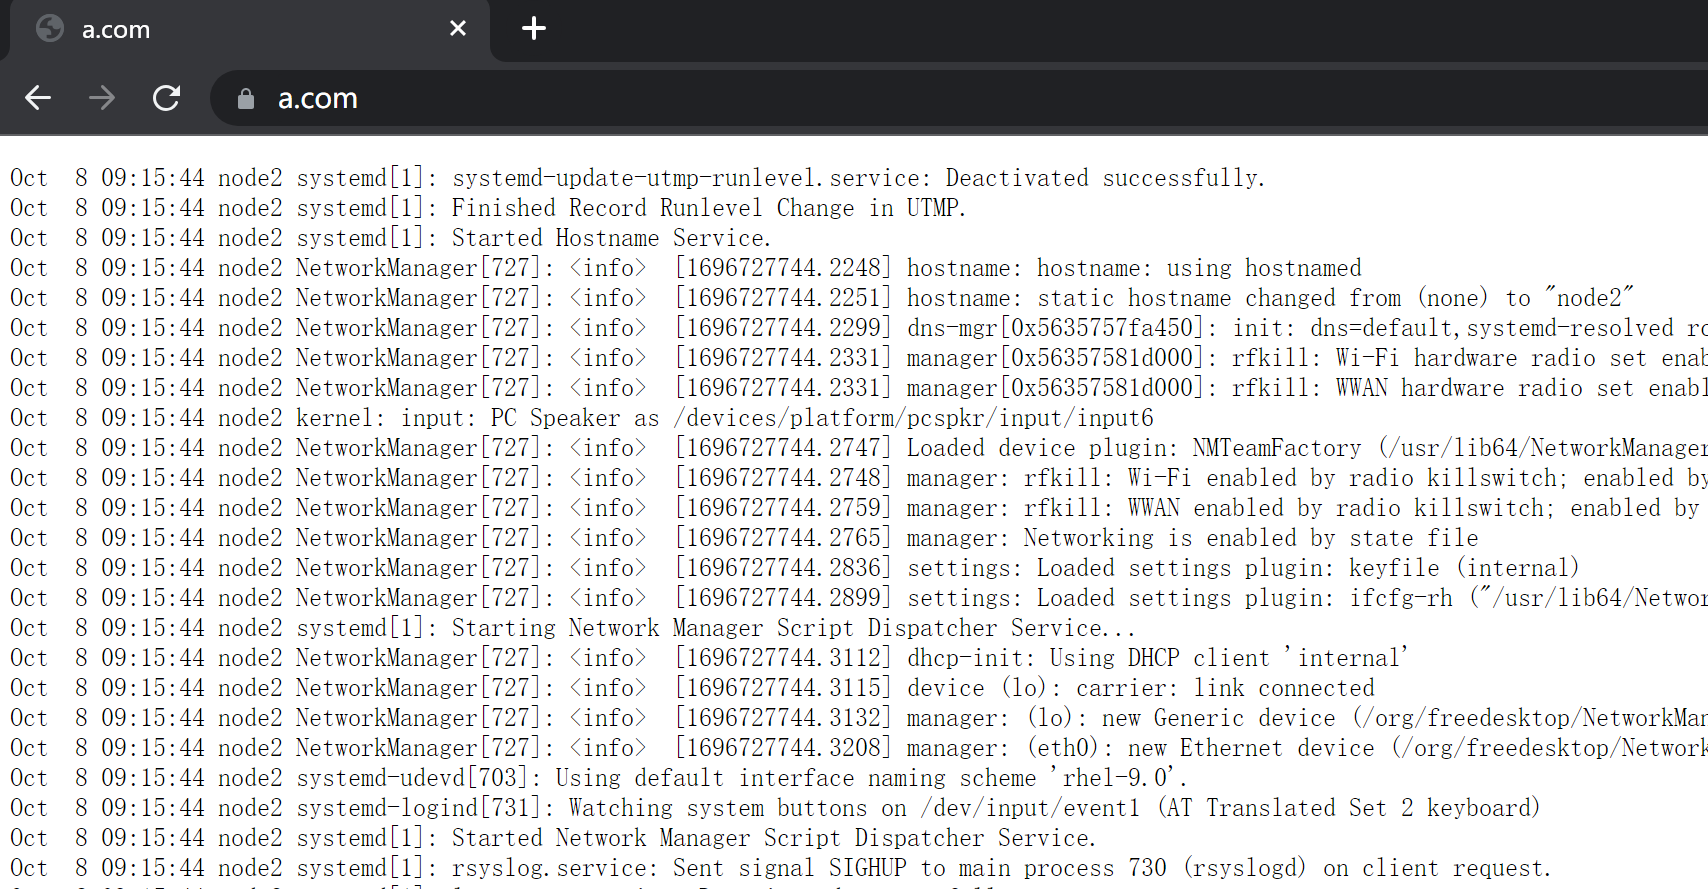 a.com
a.com
Oct  8 09:15:44 node2 systemd[1]: systemd-update-utmp-runlevel.service: Deactivated successfully.
Oct  8 09:15:44 node2 systemd[1]: Finished Record Runlevel Change in UTMP.
Oct  8 09:15:44 node2 systemd[1]: Started Hostname Service.
Oct  8 09:15:44 node2 NetworkManager[727]: <info>  [1696727744.2248] hostname: hostname: using hostnamed
Oct  8 09:15:44 node2 NetworkManager[727]: <info>  [1696727744.2251] hostname: static hostname changed from (none) to "node2"
Oct  8 09:15:44 node2 NetworkManager[727]: <info>  [1696727744.2299] dns-mgr[0x5635757fa450]: init: dns=default,systemd-resolved
Oct  8 09:15:44 node2 NetworkManager[727]: <info>  [1696727744.2331] manager[0x56357581d000]: rfkill: Wi-Fi hardware radio set
Oct  8 09:15:44 node2 NetworkManager[727]: <info>  [1696727744.2331] manager[0x56357581d000]: rfkill: WWAN hardware radio set
Oct  8 09:15:44 node2 kernel: input: PC Speaker as /devices/platform/pcspkr/input/input6
Oct  8 09:15:44 node2 NetworkManager[727]: <info>  [1696727744.2747] Loaded device plugin: NMTeamFactory (/usr/lib64/NetworkManager
Oct  8 09:15:44 node2 NetworkManager[727]: <info>  [1696727744.2748] manager: rfkill: Wi-Fi enabled by radio killswitch; enabled by
Oct  8 09:15:44 node2 NetworkManager[727]: <info>  [1696727744.2759] manager: rfkill: WWAN enabled by radio killswitch; enabled by
Oct  8 09:15:44 node2 NetworkManager[727]: <info>  [1696727744.2765] manager: Networking is enabled by state file
Oct  8 09:15:44 node2 NetworkManager[727]: <info>  [1696727744.2836] settings: Loaded settings plugin: keyfile (internal)
Oct  8 09:15:44 node2 NetworkManager[727]: <info>  [1696727744.2899] settings: Loaded settings plugin: ifcfg-rh ("/usr/lib64/Networ
Oct  8 09:15:44 node2 systemd[1]: Starting Network Manager Script Dispatcher Service...
Oct  8 09:15:44 node2 NetworkManager[727]: <info>  [1696727744.3112] dhcp-init: Using DHCP client 'internal'
Oct  8 09:15:44 node2 NetworkManager[727]: <info>  [1696727744.3115] device (lo): carrier: link connected
Oct  8 09:15:44 node2 NetworkManager[727]: <info>  [1696727744.3132] manager: (lo): new Generic device (/org/freedesktop/NetworkMan
Oct  8 09:15:44 node2 NetworkManager[727]: <info>  [1696727744.3208] manager: (eth0): new Ethernet device (/org/freedesktop/Network
Oct  8 09:15:44 node2 systemd-udevd[703]: Using default interface naming scheme 'rhel-9.0'.
Oct  8 09:15:44 node2 systemd-logind[731]: Watching system buttons on /dev/input/event1 (AT Translated Set 2 keyboard)
Oct  8 09:15:44 node2 systemd[1]: Started Network Manager Script Dispatcher Service.
Oct  8 09:15:44 node2 systemd[1]: rsyslog.service: Sent signal SIGHUP to main process 730 (rsyslogd) on client request.